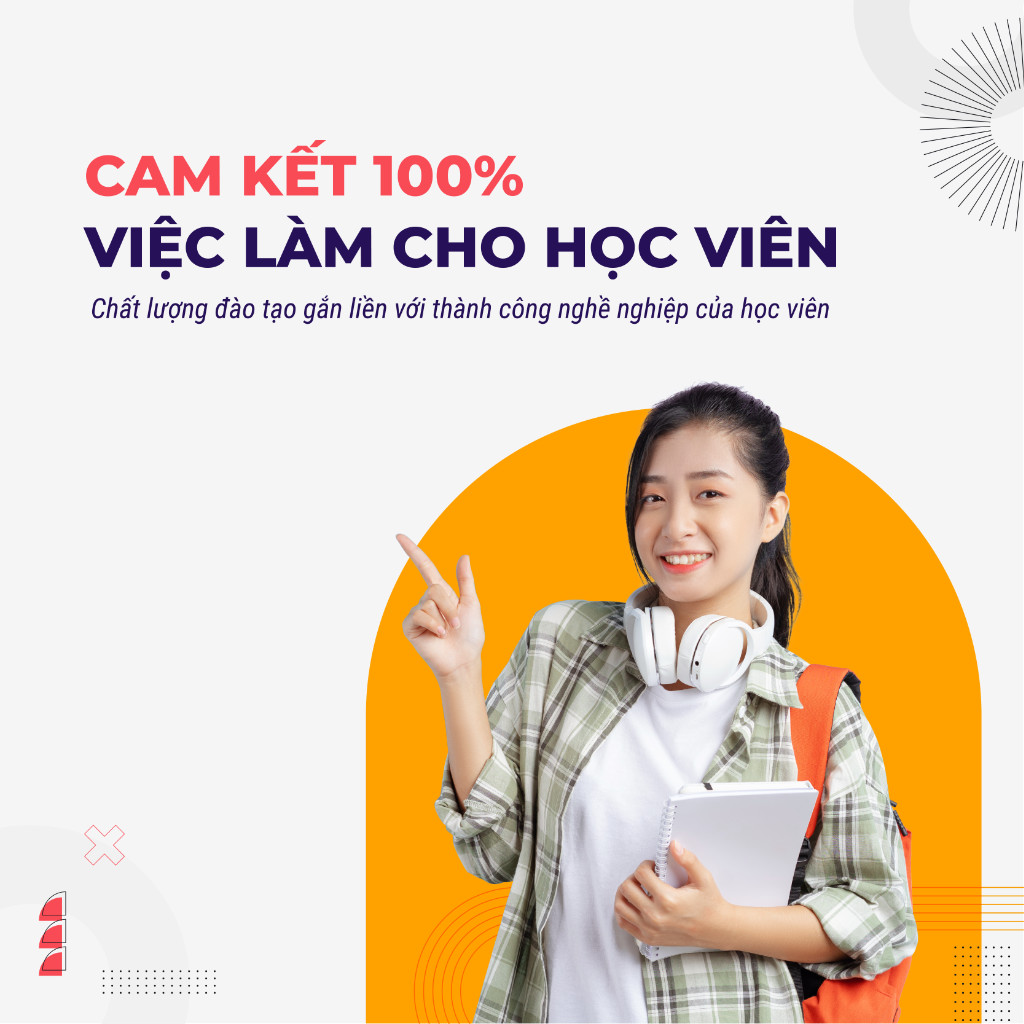 CAM KẾT 100%
VIỆC LÀM CHO HỌC VIÊN
Chất lượng đào tạo gắn liền với thành công nghề nghiệp của học viên